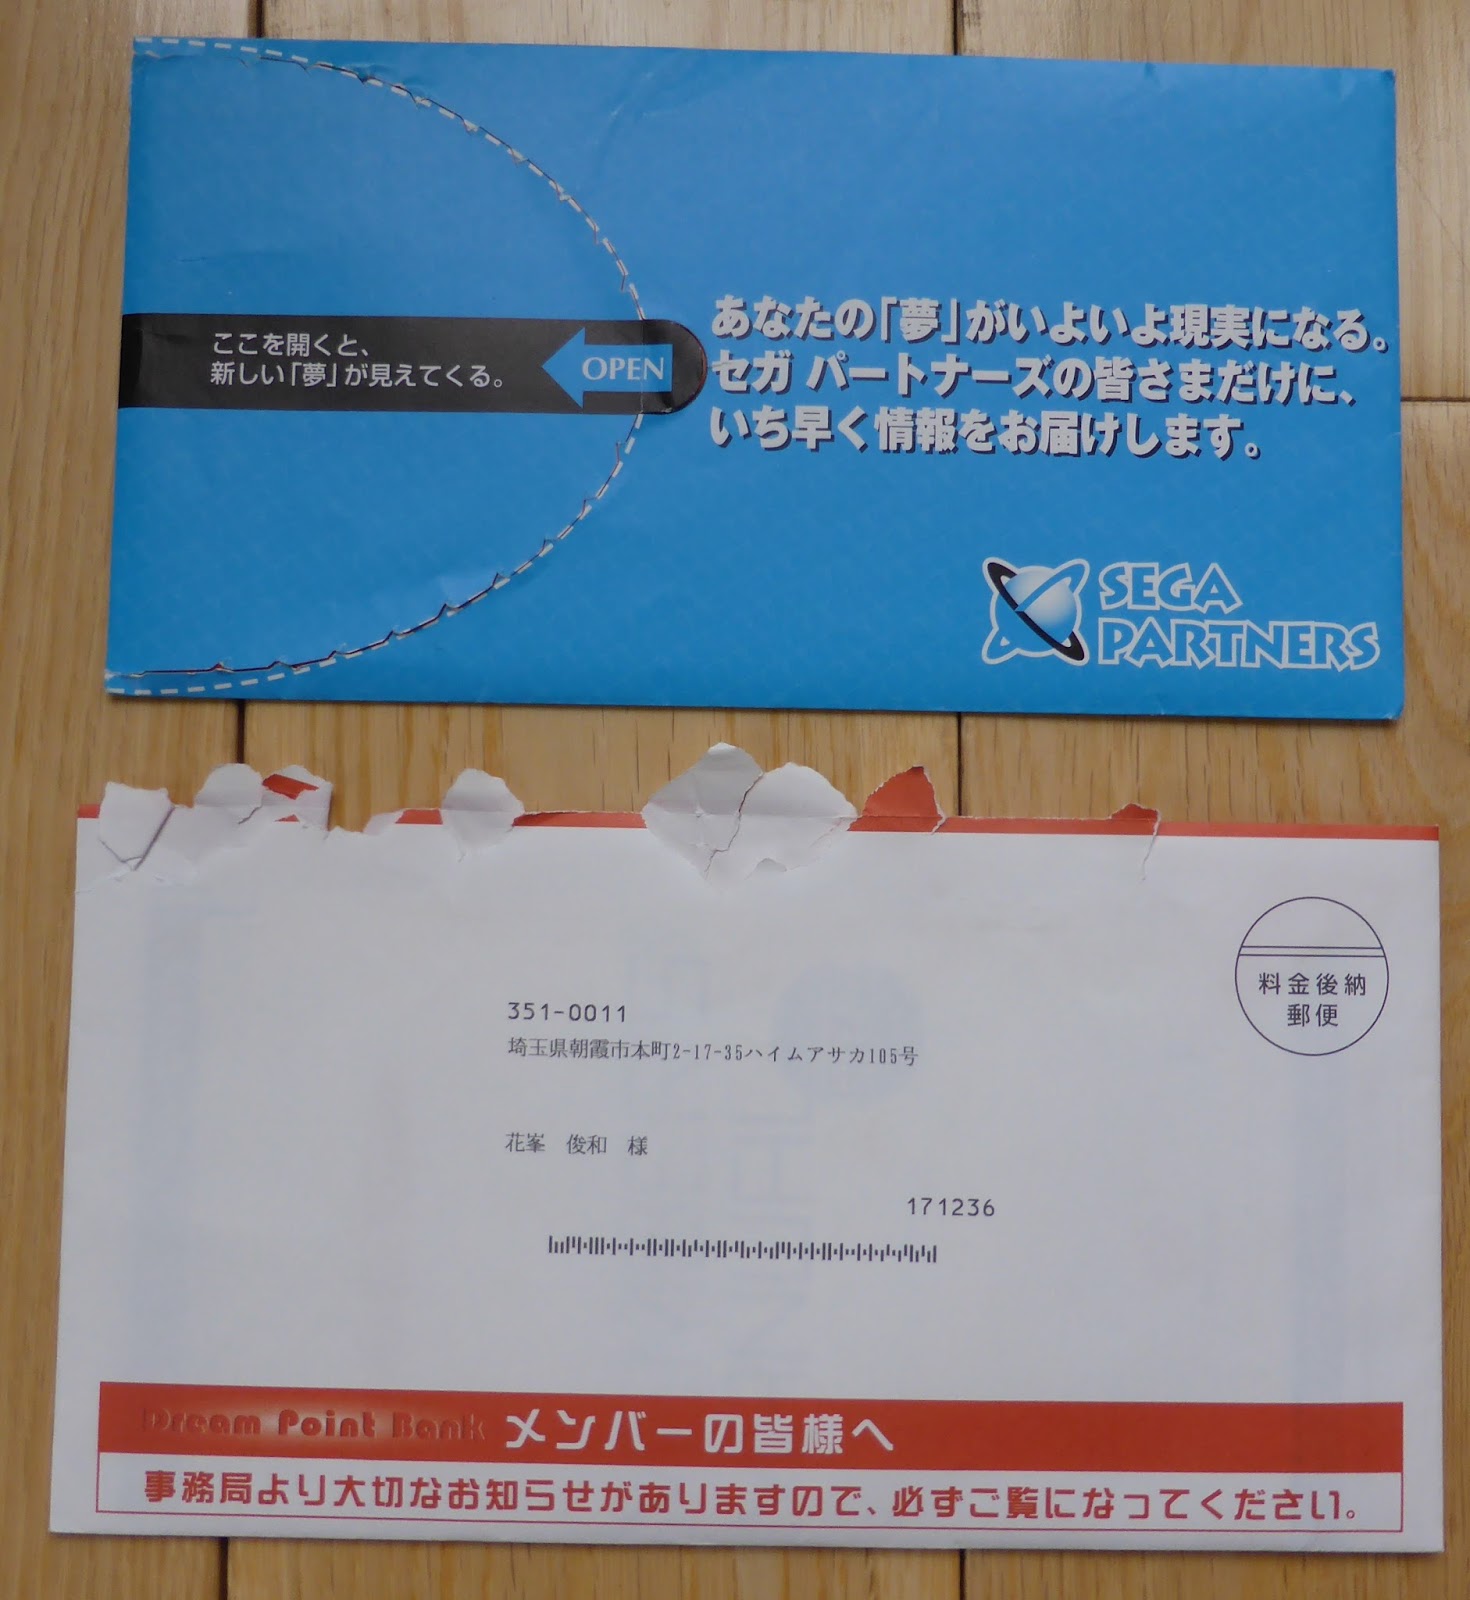 ここを開くと、
新しい「夢」が見えてくる。
OPEN
あなたの「夢」がいよいよ現実になる。
セガ パートナーズの皆さまだけに、
いち早く情報をお届けします。
SEGA
PARTNERS
料金後納
郵便
351-0011
埼玉県朝霞市本町2-17-35ハイムアサカ105号
花峯　俊和　様
171236
Dream Point Bank メンバーの皆様へ
事務局より大切なお知らせがありますので、必ずご覧になってください。